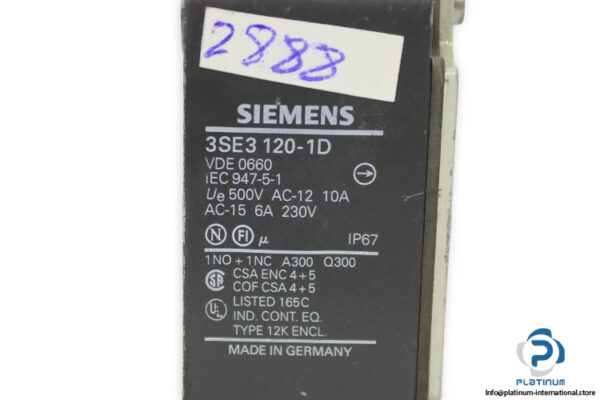 2888
SIEMENS
3SE3 120-1D
VDE 0660
IEC 947-5-1
Ue 500V AC-12 10A
AC-15 6A 230V
N FI µ IP67
1NO + 1NC A300 Q300
CSA ENC 4 + 5
COF CSA 4 + 5
LISTED 165C
IND. CONT. EQ.
TYPE 12K ENCL.
MADE IN GERMANY
PLATINUM
https://platinum-international.store